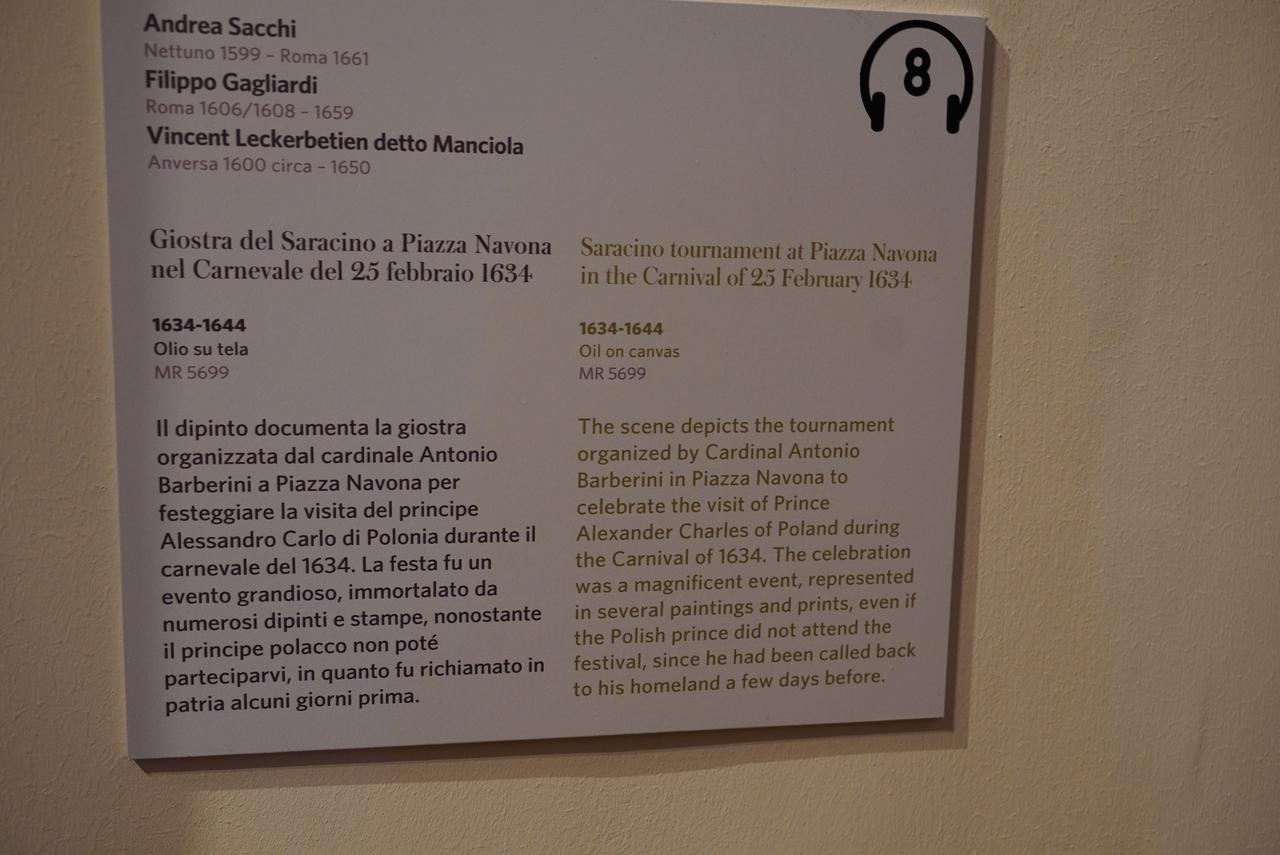 Andrea Sacchi
Nettuno 1599 – Roma 1661
Filippo Gagliardi
Roma 1606/1608 – 1659
Vincent Leckerbetien detto Manciola
Anversa 1600 circa – 1650
8
Giostra del Saracino a Piazza Navona
nel Carnevale del 25 febbraio 1634
1634-1644
Olio su tela
MR 5699
Il dipinto documenta la giostra
organizzata dal cardinale Antonio
Barberini a Piazza Navona per
festeggiare la visita del principe
Alessandro Carlo di Polonia durante il
carnevale del 1634. La festa fu un
evento grandioso, immortalato da
numerosi dipinti e stampe, nonostante
il principe polacco non poté
parteciparvi, in quanto fu richiamato in
patria alcuni giorni prima.
Saracino tournament at Piazza Navona
in the Carnival of 25 February 1634
1634-1644
Oil on canvas
MR 5699
The scene depicts the tournament
organized by Cardinal Antonio
Barberini in Piazza Navona to
celebrate the visit of Prince
Alexander Charles of Poland during
the Carnival of 1634. The celebration
was a magnificent event, represented
in several paintings and prints, even if
the Polish prince did not attend the
festival, since he had been called back
to his homeland a few days before.